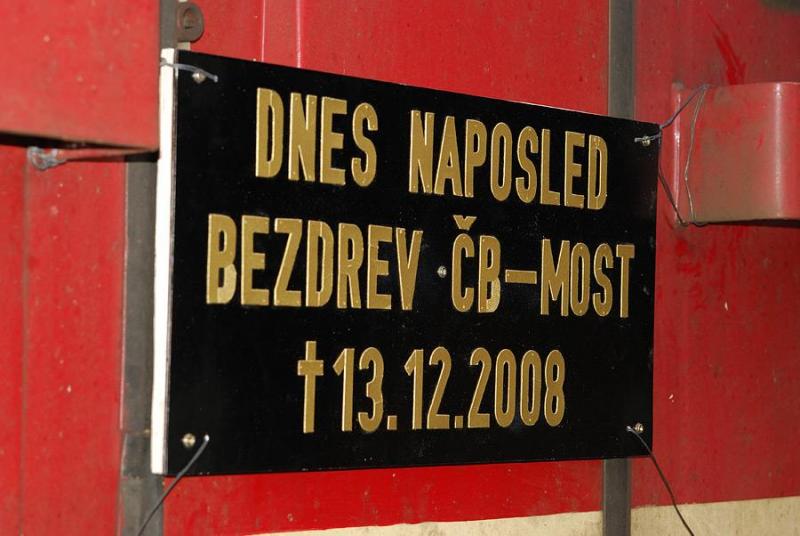 DNES NAPOSLED
BEZDREV ČB-MOST
†13.12.2008